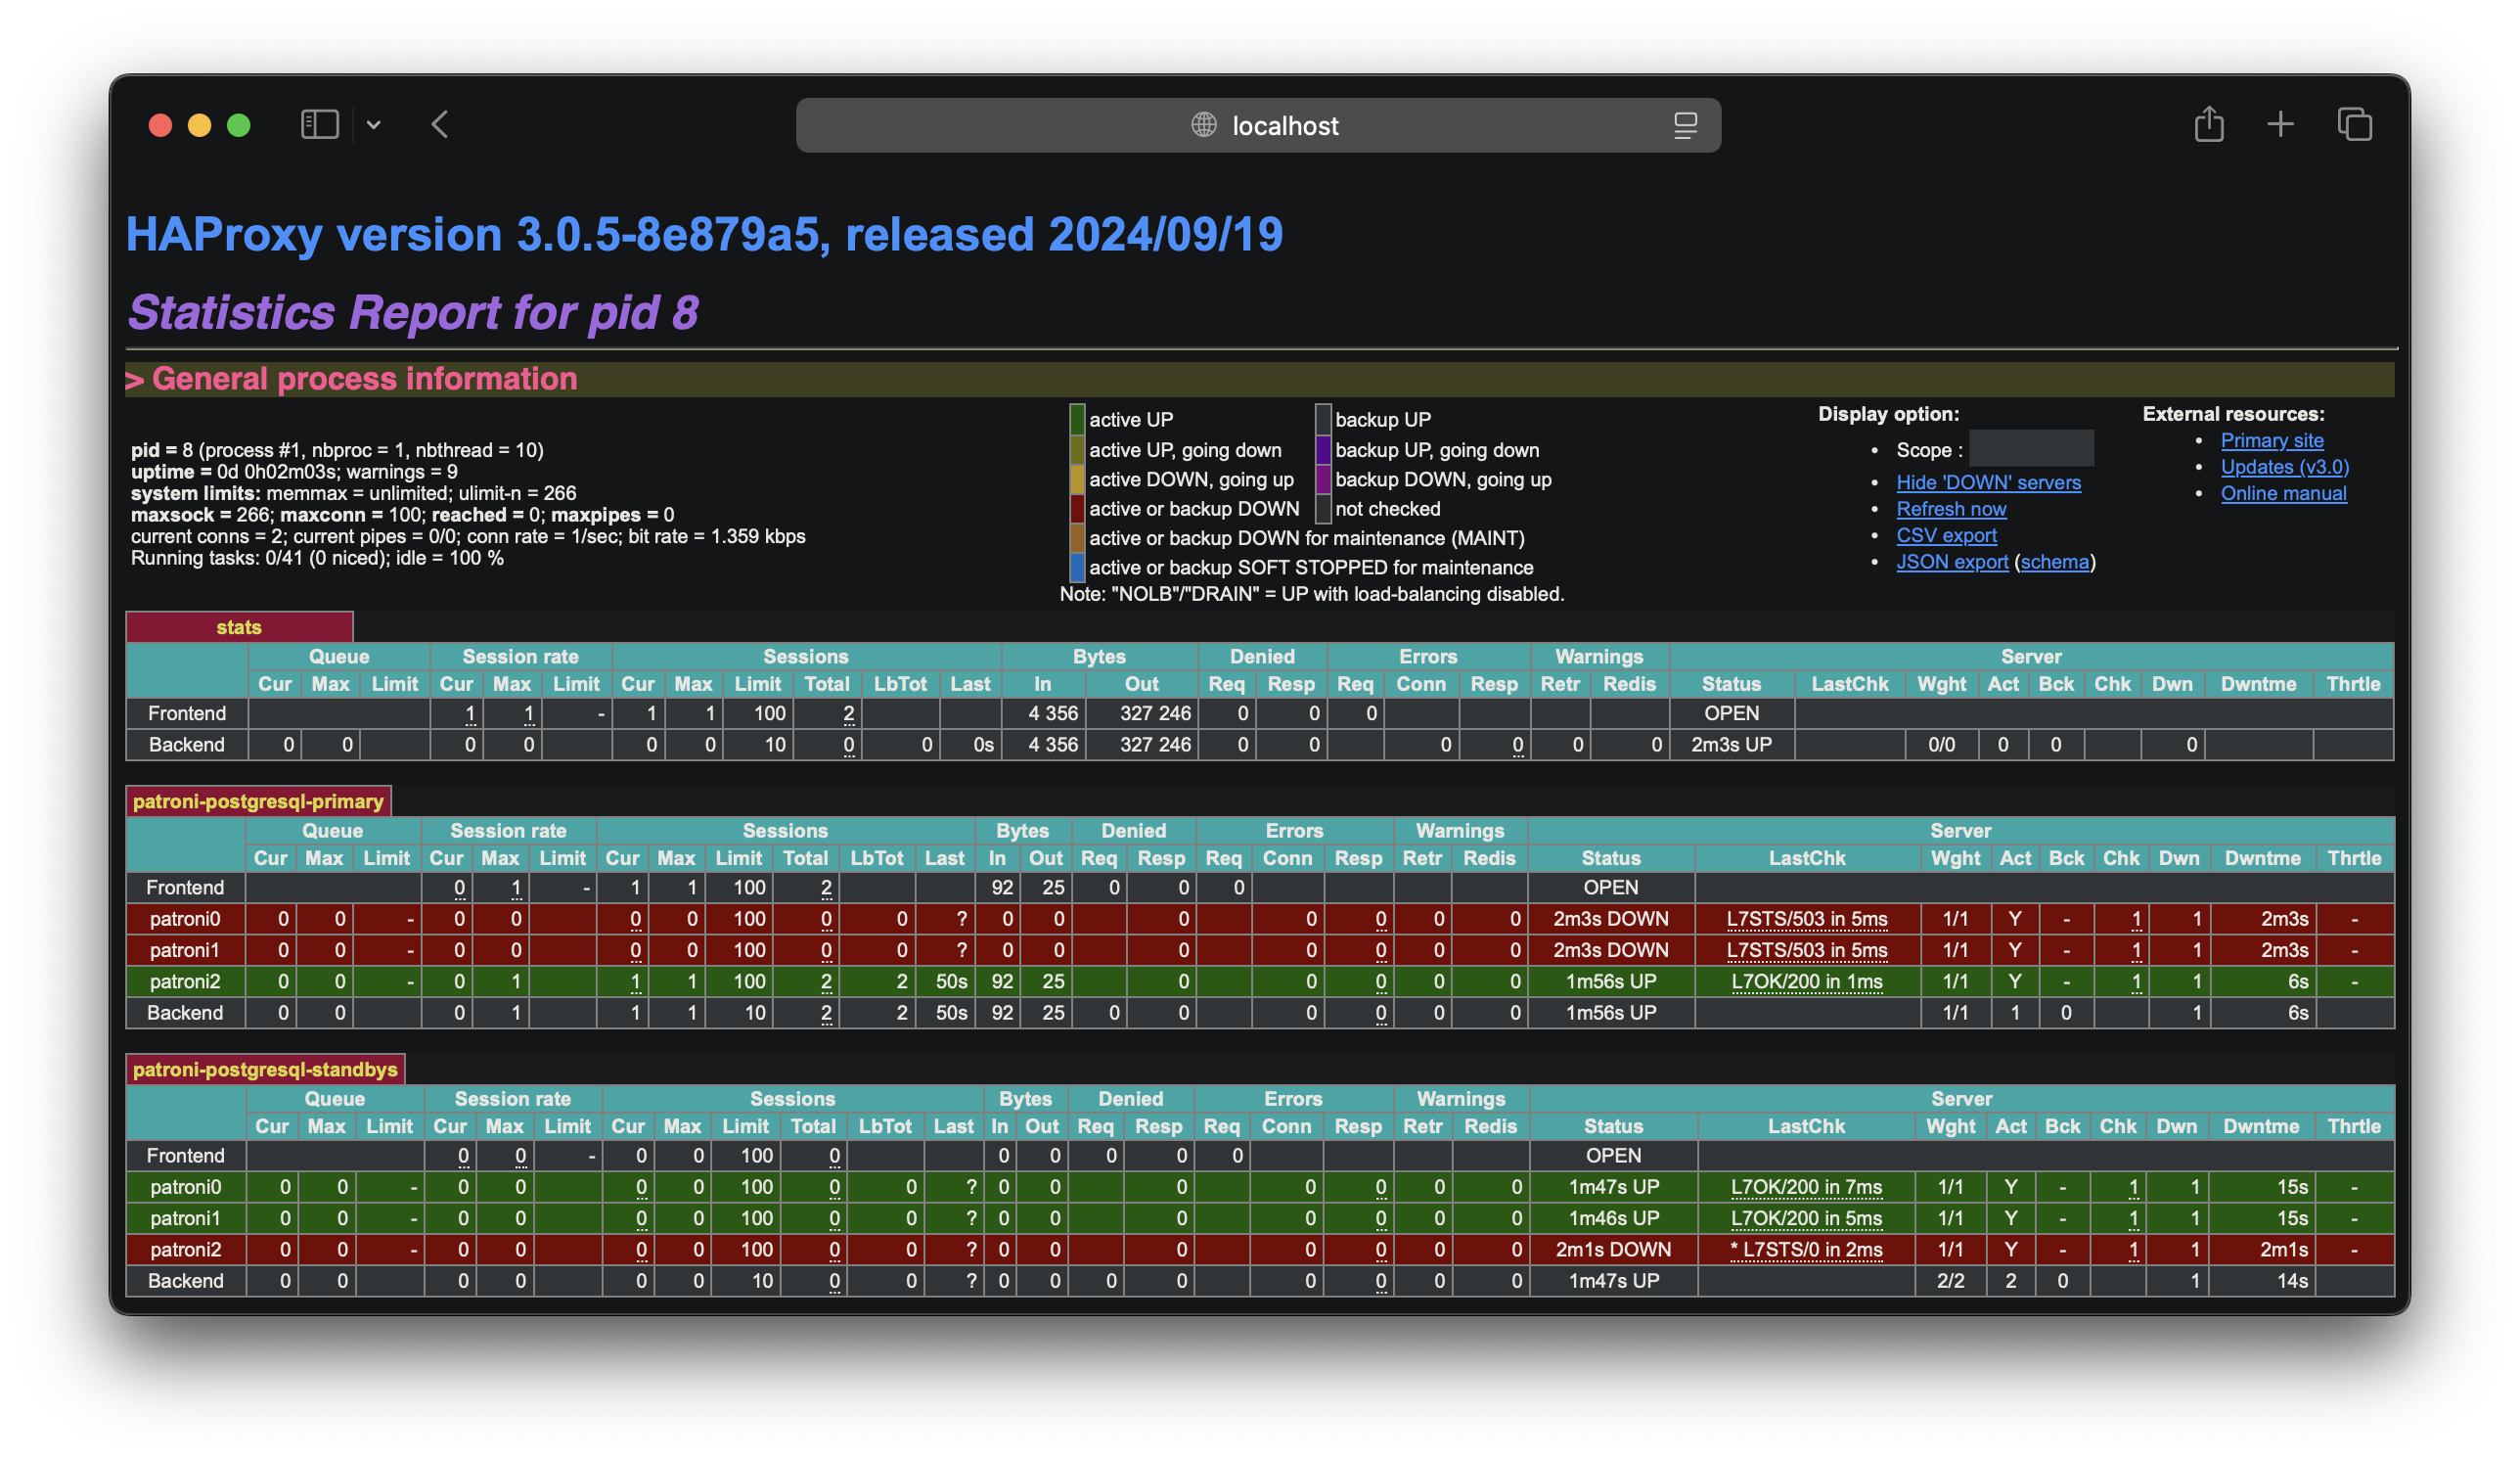 localhost
HAProxy version 3.0.5-8e879a5, released 2024/09/19
Statistics Report for pid 8
> General process information
pid = 8 (process #1, nbproc = 1, nbthread = 10)
uptime = 0d 0h02m03s; warnings = 9
system limits: memmax = unlimited; ulimit-n = 266
maxsock = 266; maxconn = 100; reached = 0; maxpipes = 0
current conns = 2; current pipes = 0/0; conn rate = 1/sec; bit rate = 1.359 kbps
Running tasks: 0/41 (0 niced); idle = 100 %
active UP backup UP
active UP, going down backup UP, going down
active DOWN, going up backup DOWN, going up
active or backup DOWN not checked
active or backup DOWN for maintenance (MAINT)
active or backup SOFT STOPPED for maintenance
Note: "NOLB"/"DRAIN" = UP with load-balancing disabled.
Display option:
• Scope :
• Hide 'DOWN' servers
• Refresh now
• CSV export
• JSON export (schema)
External resources:
• Primary site
• Updates (v3.0)
• Online manual
stats
Queue Session rate Sessions Bytes Denied Errors Warnings Server
Cur Max Limit Cur Max Limit Cur Max Limit Total LbTot Last In Out Req Resp Req Conn Resp Retr Redis Status LastChk Wght Act Bck Chk Dwn Dwntme Thrtle
Frontend 1 1 - 1 1 100 2 4 356 327 246 0 0 0 OPEN
Backend 0 0 0 0 0 0 10 0 0 0s 4 356 327 246 0 0 0 0 0 0 2m3s UP 0/0 0 0 0
patroni-postgresql-primary
Queue Session rate Sessions Bytes Denied Errors Warnings Server
Cur Max Limit Cur Max Limit Cur Max Limit Total LbTot Last In Out Req Resp Req Conn Resp Retr Redis Status LastChk Wght Act Bck Chk Dwn Dwntme Thrtle
Frontend 0 1 - 1 1 100 2 92 25 0 0 0 OPEN
patroni0 0 0 - 0 0 0 0 100 0 0 ? 0 0 0 0 0 0 0 2m3s DOWN L7STS/503 in 5ms 1/1 Y - 1 1 2m3s -
patroni1 0 0 - 0 0 0 0 100 0 0 ? 0 0 0 0 0 0 0 2m3s DOWN L7STS/503 in 5ms 1/1 Y - 1 1 2m3s -
patroni2 0 0 - 0 1 1 1 100 2 2 50s 92 25 0 0 0 0 0 1m56s UP L7OK/200 in 1ms 1/1 Y - 1 1 6s -
Backend 0 0 0 1 1 1 10 2 2 50s 92 25 0 0 0 0 0 0 1m56s UP 1/1 1 0 1 6s
patroni-postgresql-standbys
Queue Session rate Sessions Bytes Denied Errors Warnings Server
Cur Max Limit Cur Max Limit Cur Max Limit Total LbTot Last In Out Req Resp Req Conn Resp Retr Redis Status LastChk Wght Act Bck Chk Dwn Dwntme Thrtle
Frontend 0 0 - 0 0 100 0 0 0 0 0 0 OPEN
patroni0 0 0 - 0 0 0 0 100 0 0 ? 0 0 0 0 0 0 0 1m47s UP L7OK/200 in 7ms 1/1 Y - 1 1 15s -
patroni1 0 0 - 0 0 0 0 100 0 0 ? 0 0 0 0 0 0 0 1m46s UP L7OK/200 in 5ms 1/1 Y - 1 1 15s -
patroni2 0 0 - 0 0 0 0 100 0 0 ? 0 0 0 0 0 0 0 2m1s DOWN * L7STS/0 in 2ms 1/1 Y - 1 1 2m1s -
Backend 0 0 0 0 0 0 10 0 0 ? 0 0 0 0 0 0 0 0 1m47s UP 2/2 2 0 1 14s